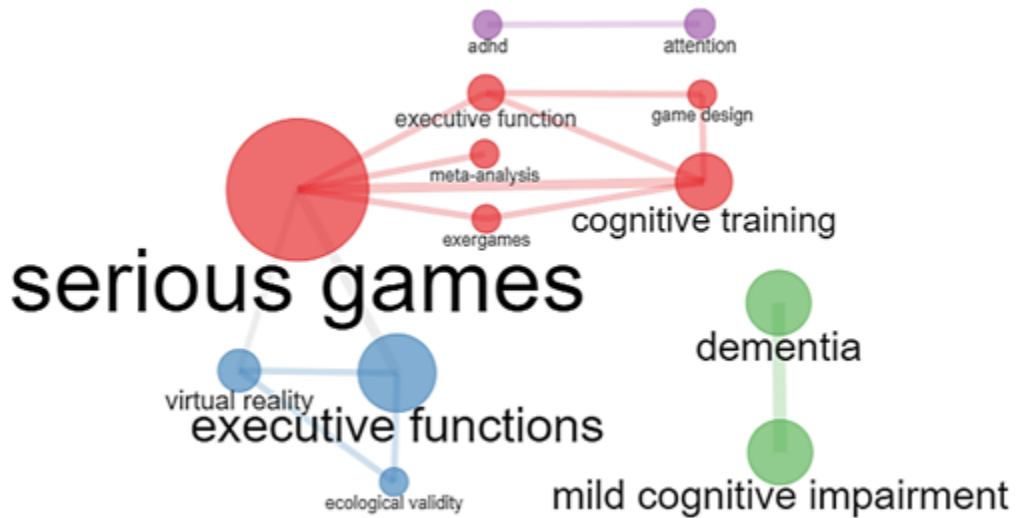 adhd
attention
executive function
game design
meta-analysis
cognitive training
exergames
serious games
dementia
virtual reality
executive functions
ecological validity
mild cognitive impairment